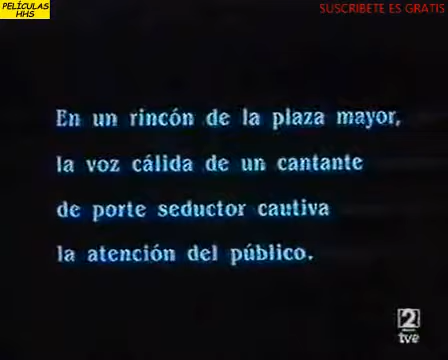 PELÍCULAS
HHS
SUSCRIBETE ES GRATIS
En un rincón de la plaza mayor,
la voz cálida de un cantante
de porte seductor cautiva
la atención del público.
2
tve